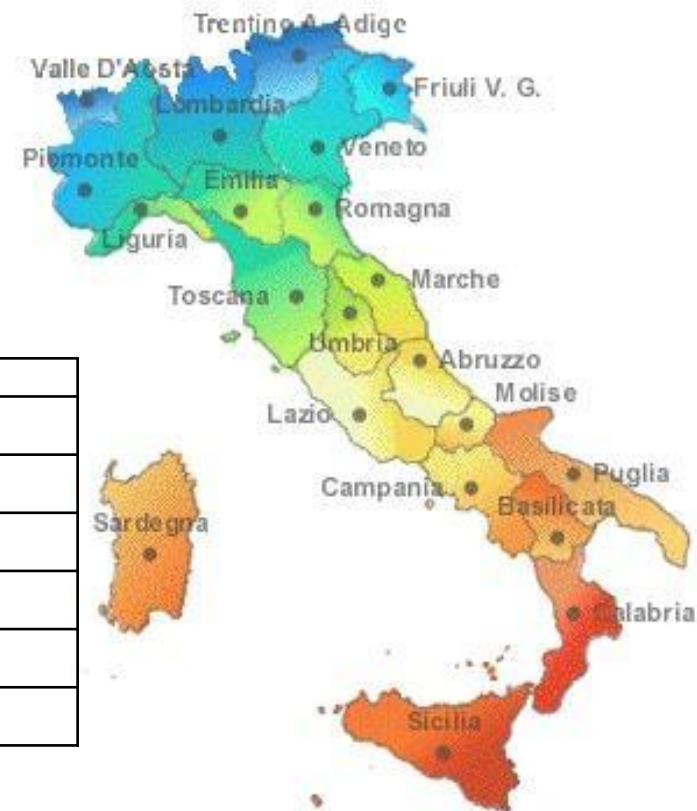 Trentino A. Adige
Valle D'Aosta
Friuli V. G.
Lombardia
Veneto
Piemonte
Emilia
Romagna
Liguria
Marche
Toscana
Umbria
Abruzzo
Molise
Lazio
Puglia
Campania
Basilicata
Sardegna
Calabria
Sicilia